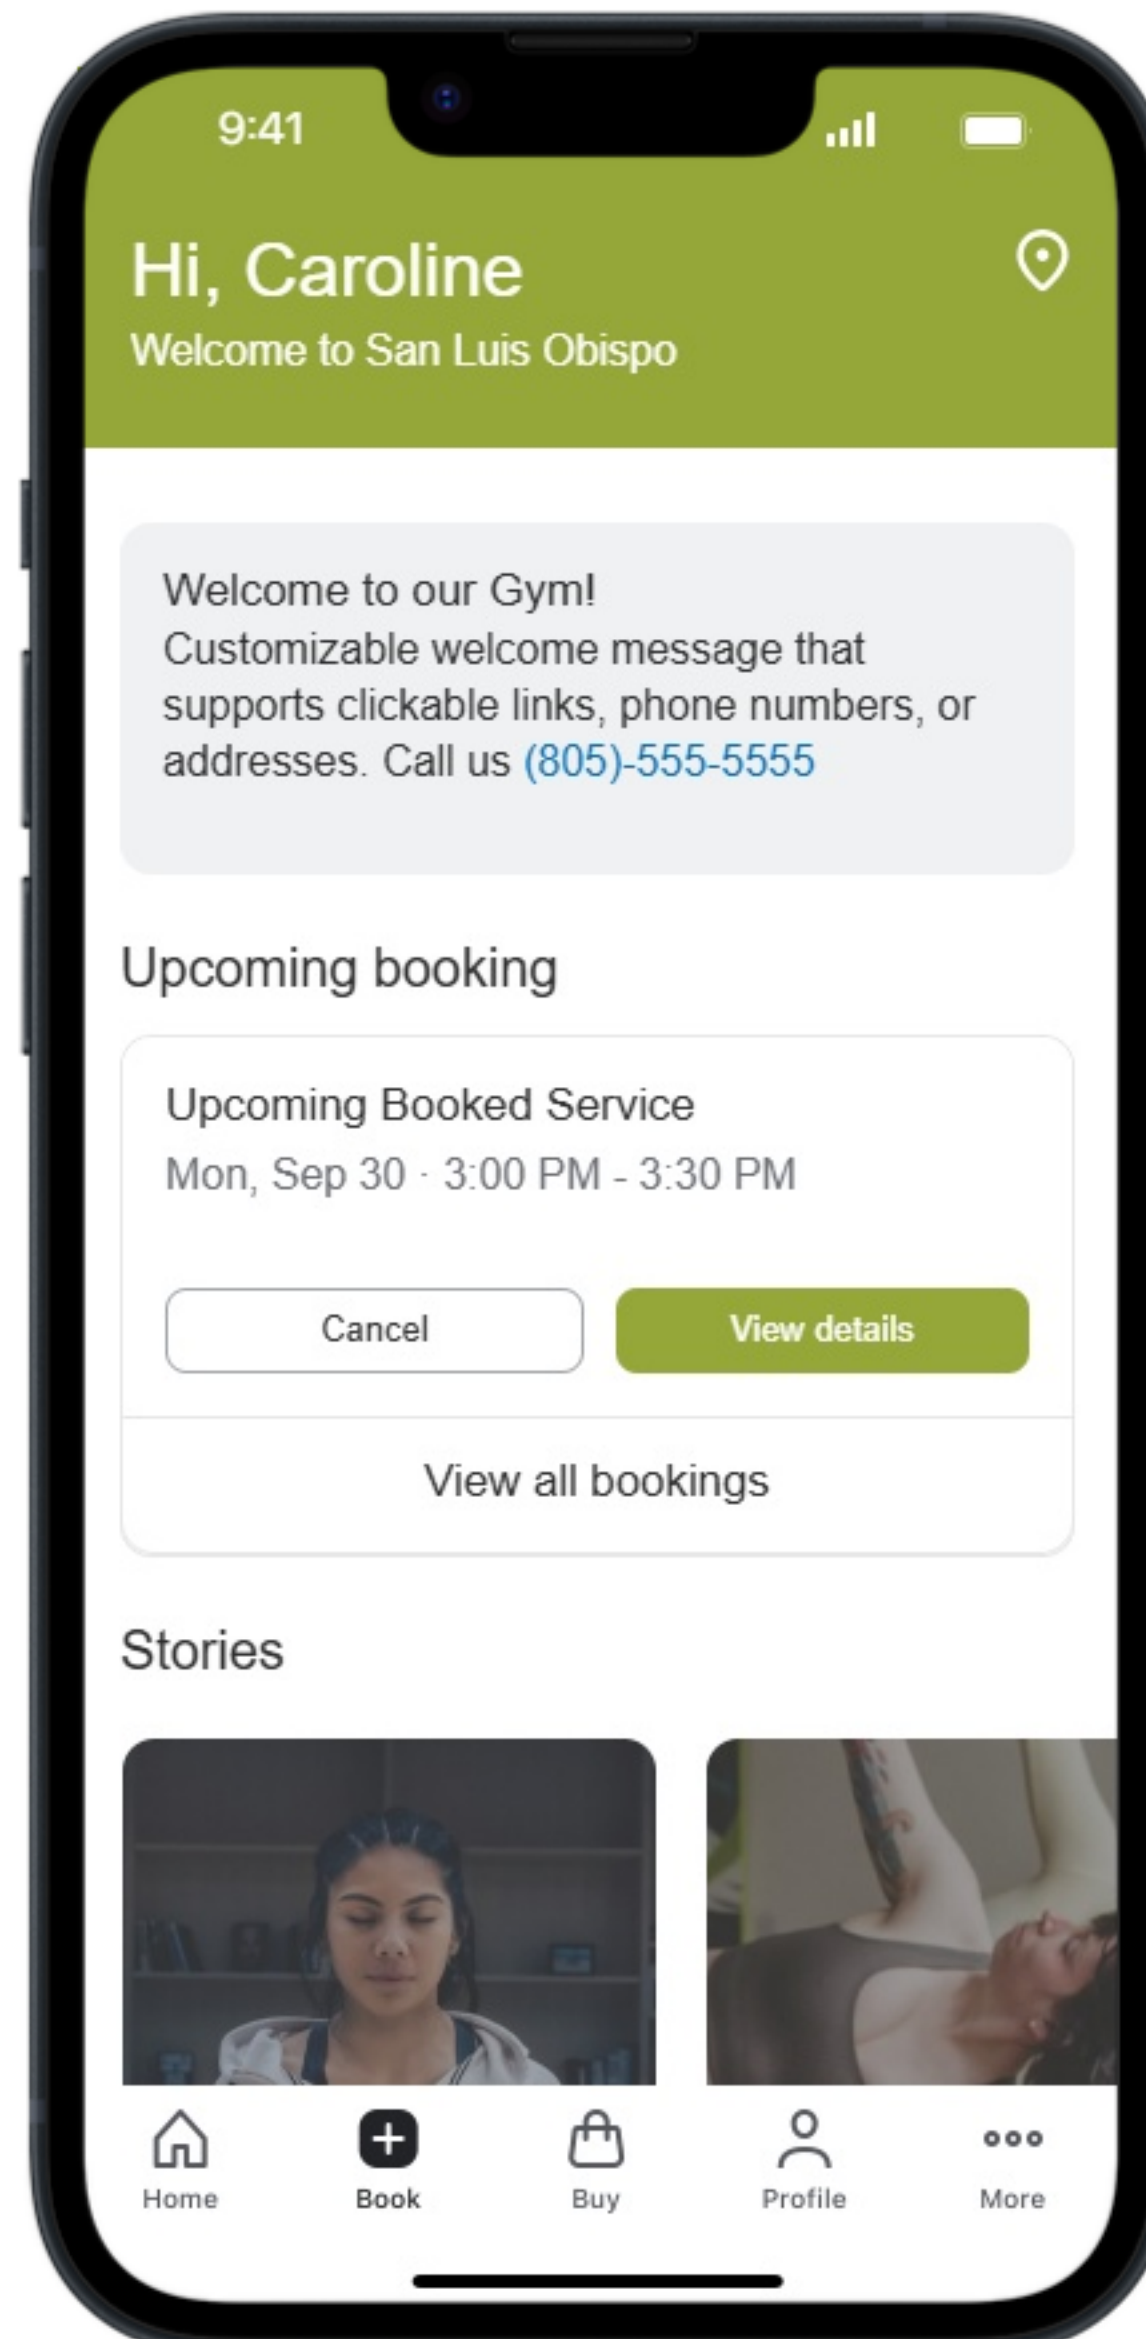 9:41
Hi, Caroline
Welcome to San Luis Obispo
Welcome to our Gym!
Customizable welcome message that
supports clickable links, phone numbers, or
addresses. Call us (805)-555-5555
Upcoming booking
Upcoming Booked Service
Mon, Sep 30 · 3:00 PM - 3:30 PM
Cancel
View details
View all bookings
Stories
Home
Book
Buy
Profile
More